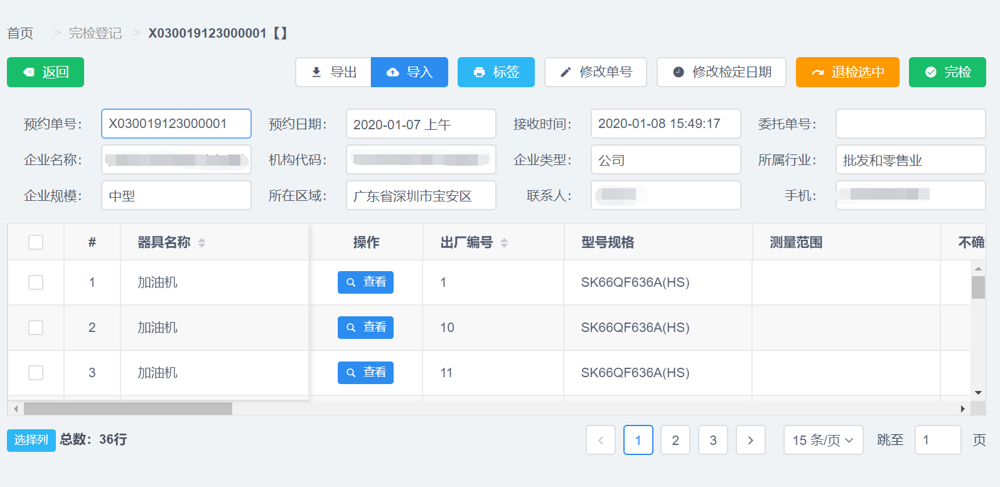 首页 > 完检登记 > X030019123000001【】
返回 导出 导入 标签 修改单号 修改检定日期 退检选中 完检
预约单号： X030019123000001 预约日期： 2020-01-07 上午 接收时间： 2020-01-08 15:49:17 委托单号：
企业名称： 机构代码： 企业类型： 公司 所属行业： 批发和零售业
企业规模： 中型 所在区域： 广东省深圳市宝安区 联系人： 手机：
# 器具名称 操作 出厂编号 型号规格 测量范围 不确
1 加油机 查看 1 SK66QF636A(HS)
2 加油机 查看 10 SK66QF636A(HS)
3 加油机 查看 11 SK66QF636A(HS)
选择列 总数：36行 < 1 2 3 > 15 条/页 跳至 1 页